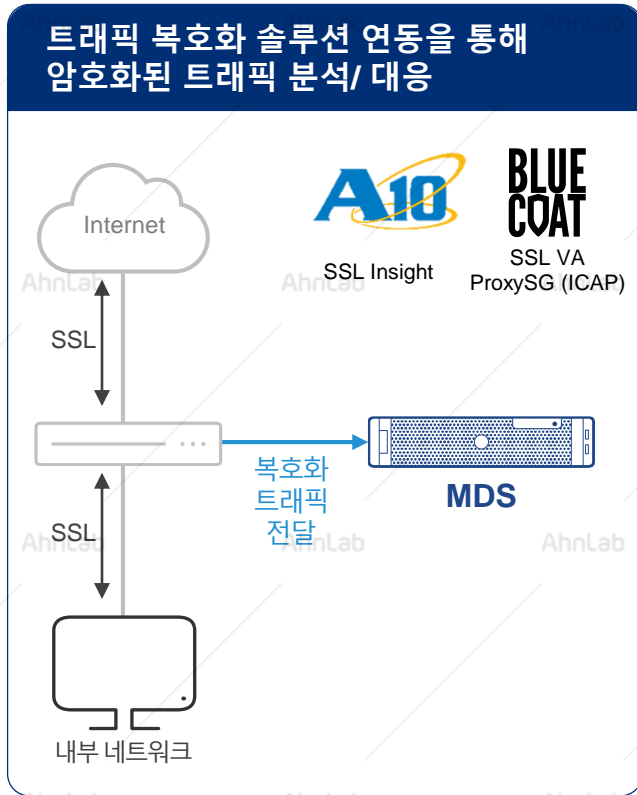 트래픽 복호화 솔루션 연동을 통해
암호화된 트래픽 분석/ 대응
Internet
A10
SSL Insight
BLUE
COAT
SSL VA
ProxySG (ICAP)
AhnLab
AhnLab
AhnLab
SSL
복호화
트래픽
전달
MDS
SSL
AhnLab
AhnLab
AhnLab
내부 네트워크